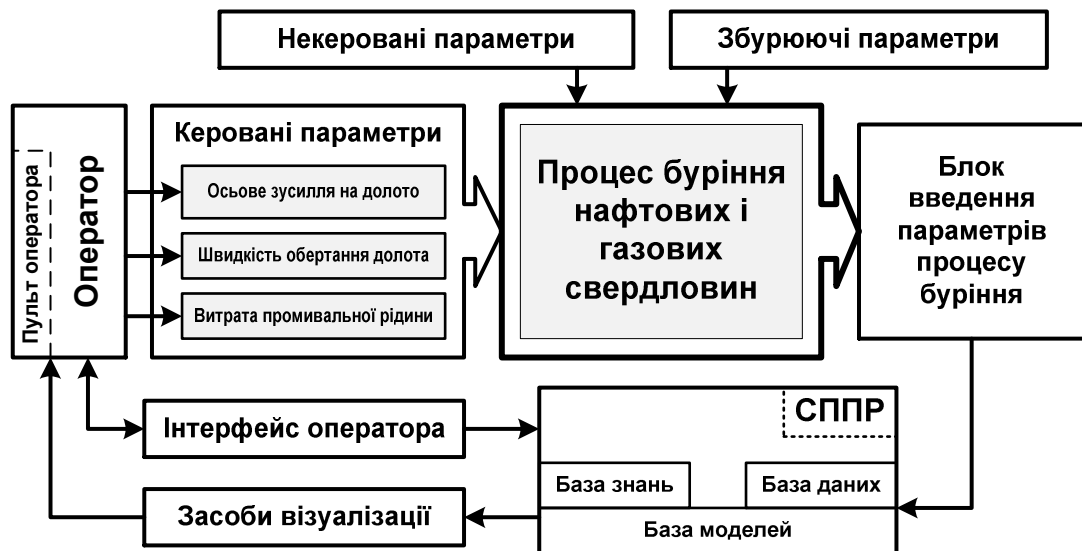 Некеровані параметри
Збурюючі параметри
Пульт оператора
Оператор
Керовані параметри
Осьове зусилля на долото
Швидкість обертання долота
Витрата промивальної рідини
Процес буріння
нафтових і
газових
свердловин
Блок
введення
параметрів
процесу
буріння
Інтерфейс оператора
Засоби візуалізації
СППР
База знань
База даних
База моделей